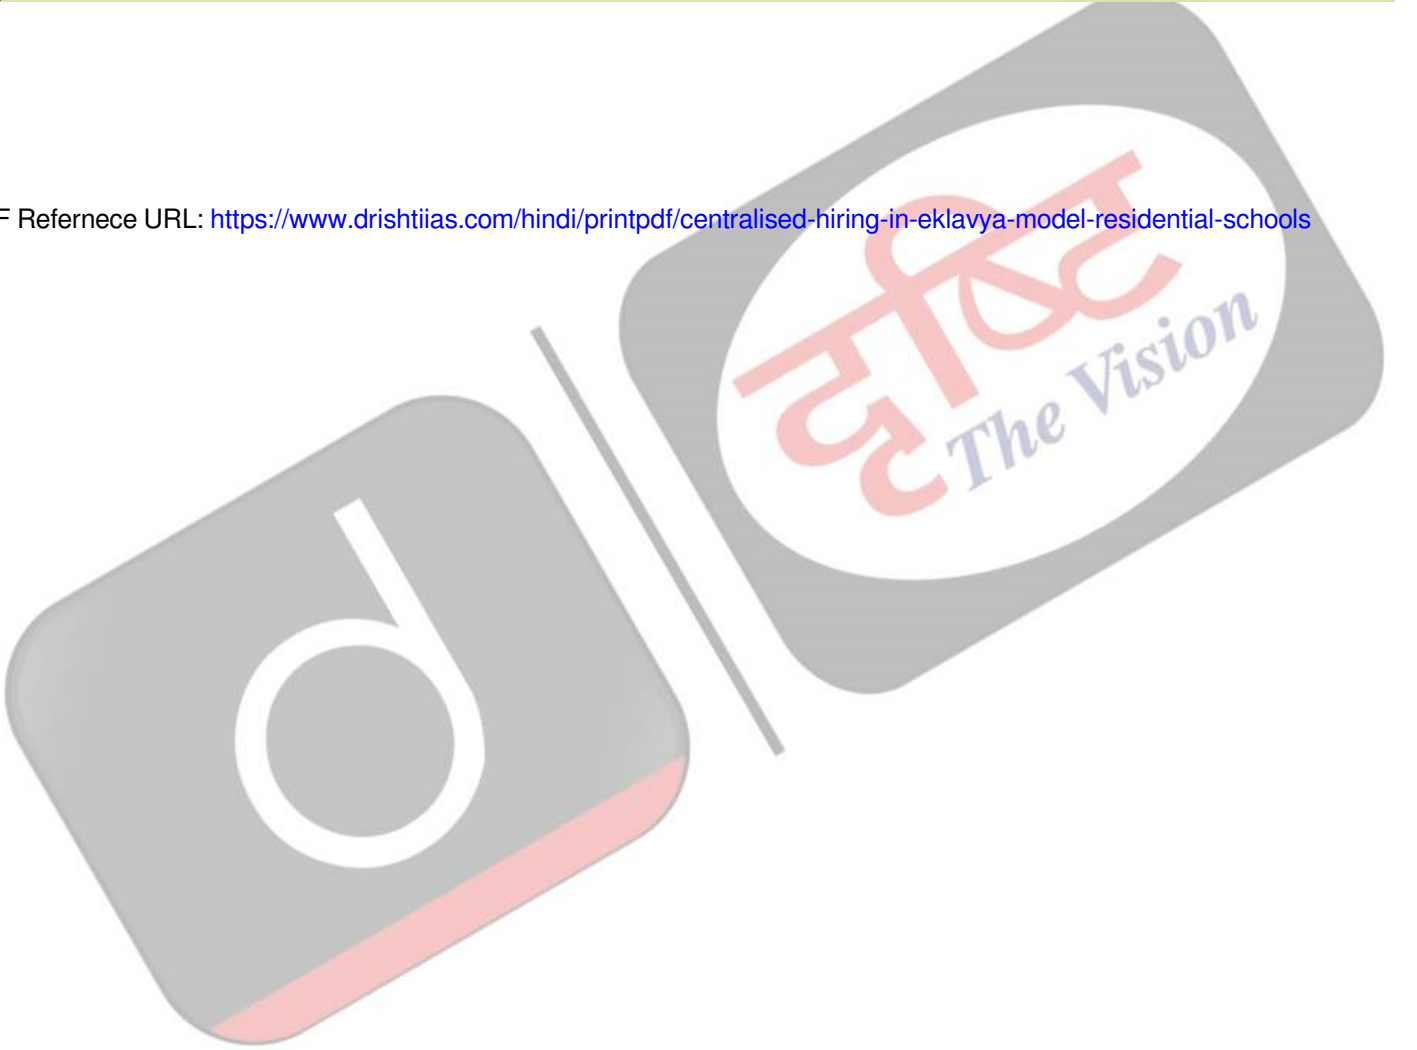 F Refernece URL: https://www.drishtiias.com/hindi/printpdf/centralised-hiring-in-eklavya-model-residential-schools
दृष्टि
The Vision
d